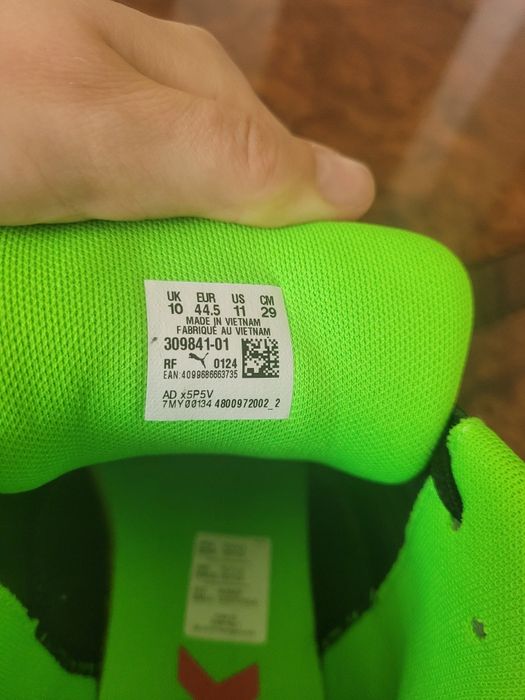 UK EUR US CM
10 44.5 11 29
MADE IN VIETNAM
FABRIQUÉ AU VIETNAM
309841-01
RF 0124
EAN:4099686663735
AD x5P5V
7MY00134 4800972002_2